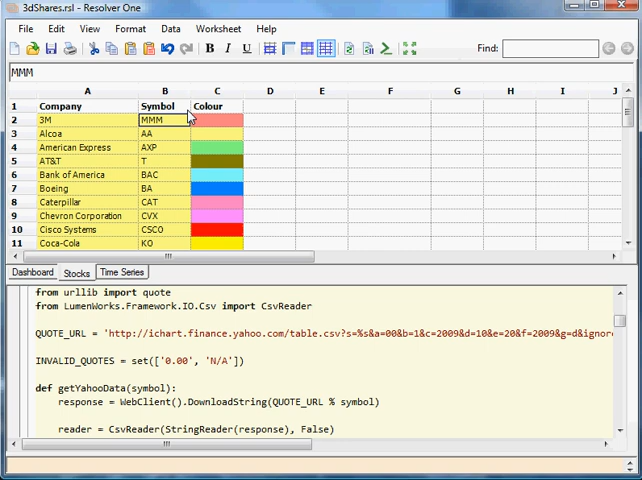 3dShares.rsl - Resolver One
File Edit View Format Data Worksheet Help
B I U Find:
MMM
A B C D E F G H I J
1 Company Symbol Colour
2 3M MMM
3 Alcoa AA
4 American Express AXP
5 AT&T T
6 Bank of America BAC
7 Boeing BA
8 Caterpillar CAT
9 Chevron Corporation CVX
10 Cisco Systems CSCO
11 Coca-Cola KO
Dashboard Stocks Time Series
from urllib import quote
from LumenWorks.Framework.IO.Csv import CsvReader
QUOTE_URL = 'http://ichart.finance.yahoo.com/table.csv?s=%s&a=00&b=1&c=2009&d=10&e=20&f=2009&g=d&ignor
INVALID_QUOTES = set(['0.00', 'N/A'])
def getYahooData(symbol):
response = WebClient().DownloadString(QUOTE_URL % symbol)
reader = CsvReader(StringReader(response), False)